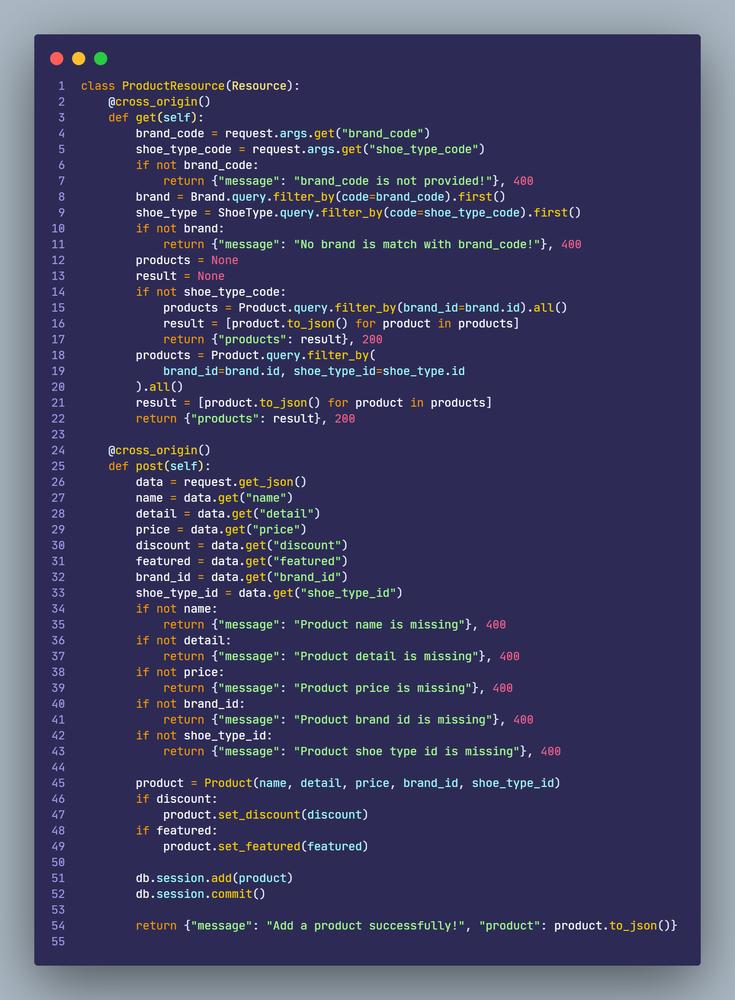 1 class ProductResource(Resource):
2     @cross_origin()
3     def get(self):
4         brand_code = request.args.get("brand_code")
5         shoe_type_code = request.args.get("shoe_type_code")
6         if not brand_code:
7             return {"message": "brand_code is not provided!"}, 400
8         brand = Brand.query.filter_by(code=brand_code).first()
9         shoe_type = ShoeType.query.filter_by(code=shoe_type_code).first()
10         if not brand:
11             return {"message": "No brand is match with brand_code!"}, 400
12         products = None
13         result = None
14         if not shoe_type_code:
15             products = Product.query.filter_by(brand_id=brand.id).all()
16             result = [product.to_json() for product in products]
17             return {"products": result}, 200
18         products = Product.query.filter_by(
19             brand_id=brand.id, shoe_type_id=shoe_type.id
20         ).all()
21         result = [product.to_json() for product in products]
22         return {"products": result}, 200
23
24     @cross_origin()
25     def post(self):
26         data = request.get_json()
27         name = data.get("name")
28         detail = data.get("detail")
29         price = data.get("price")
30         discount = data.get("discount")
31         featured = data.get("featured")
32         brand_id = data.get("brand_id")
33         shoe_type_id = data.get("shoe_type_id")
34         if not name:
35             return {"message": "Product name is missing"}, 400
36         if not detail:
37             return {"message": "Product detail is missing"}, 400
38         if not price:
39             return {"message": "Product price is missing"}, 400
40         if not brand_id:
41             return {"message": "Product brand id is missing"}, 400
42         if not shoe_type_id:
43             return {"message": "Product shoe type id is missing"}, 400
44
45         product = Product(name, detail, price, brand_id, shoe_type_id)
46         if discount:
47             product.set_discount(discount)
48         if featured:
49             product.set_featured(featured)
50
51         db.session.add(product)
52         db.session.commit()
53
54         return {"message": "Add a product successfully!", "product": product.to_json()}
55